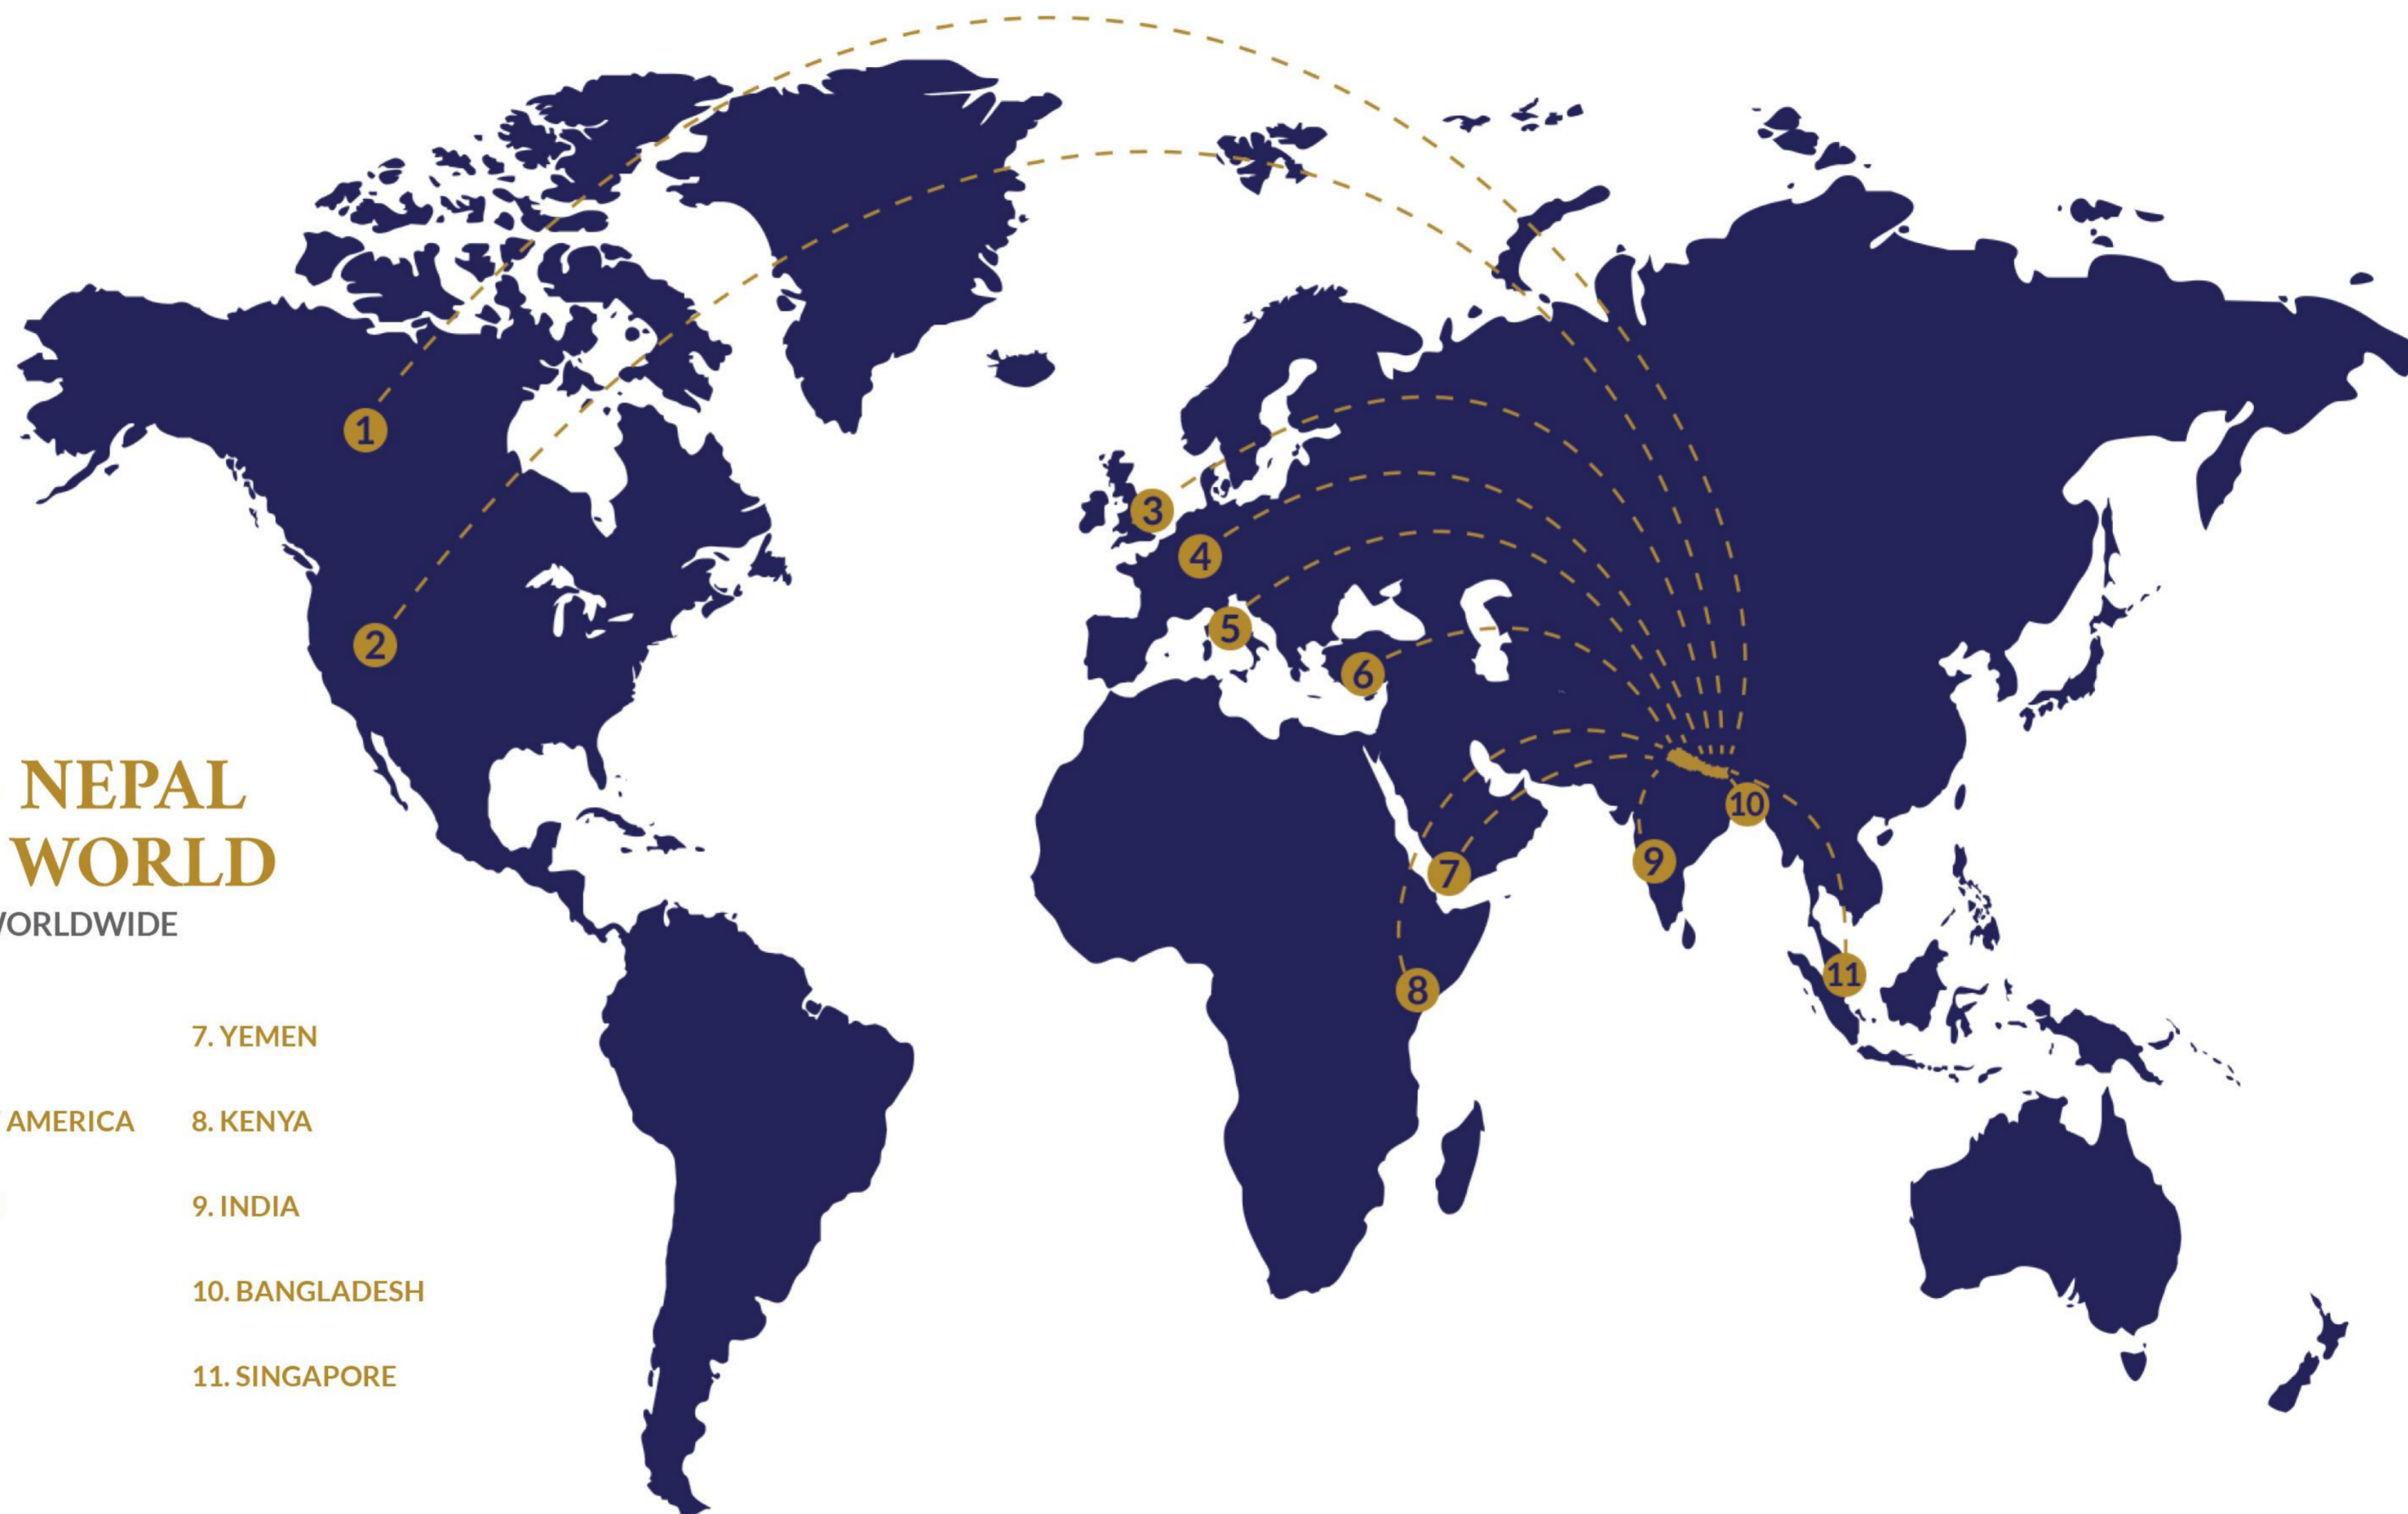 NEPAL
WORLD
WORLDWIDE
7. YEMEN
AMERICA
8. KENYA
9. INDIA
10. BANGLADESH
11. SINGAPORE
1
2
3
4
5
6
7
8
9
10
11